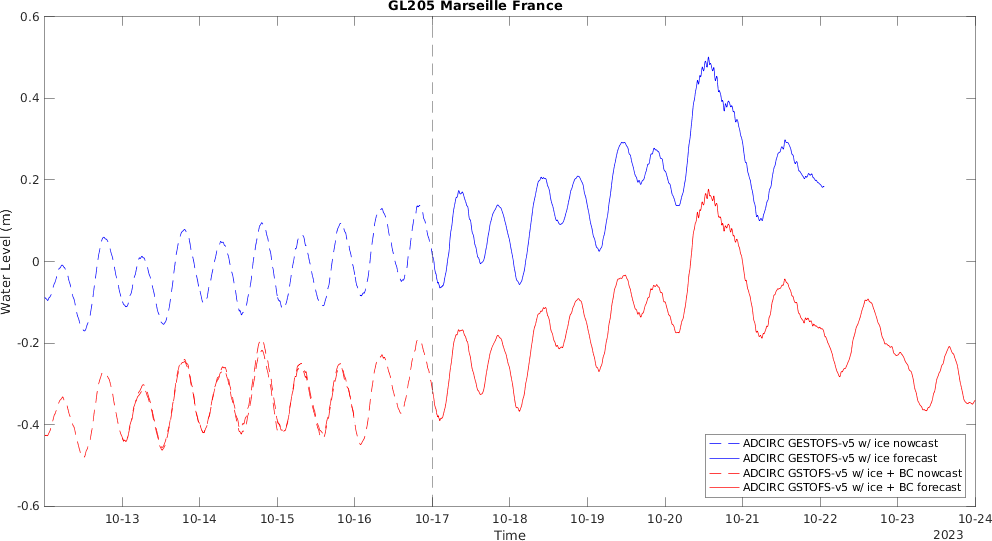 GL205 Marseille France
0.6
0.4
0.2
0
-0.2
-0.4
-0.6
Water Level (m)
10-13 10-14 10-15 10-16 10-17 10-18 10-19 10-20 10-21 10-22 10-23 10-24
Time
2023
ADCIRC GESTOFS-v5 w/ ice nowcast
ADCIRC GESTOFS-v5 w/ ice forecast
ADCIRC GSTOFS-v5 w/ ice + BC nowcast
ADCIRC GSTOFS-v5 w/ ice + BC forecast